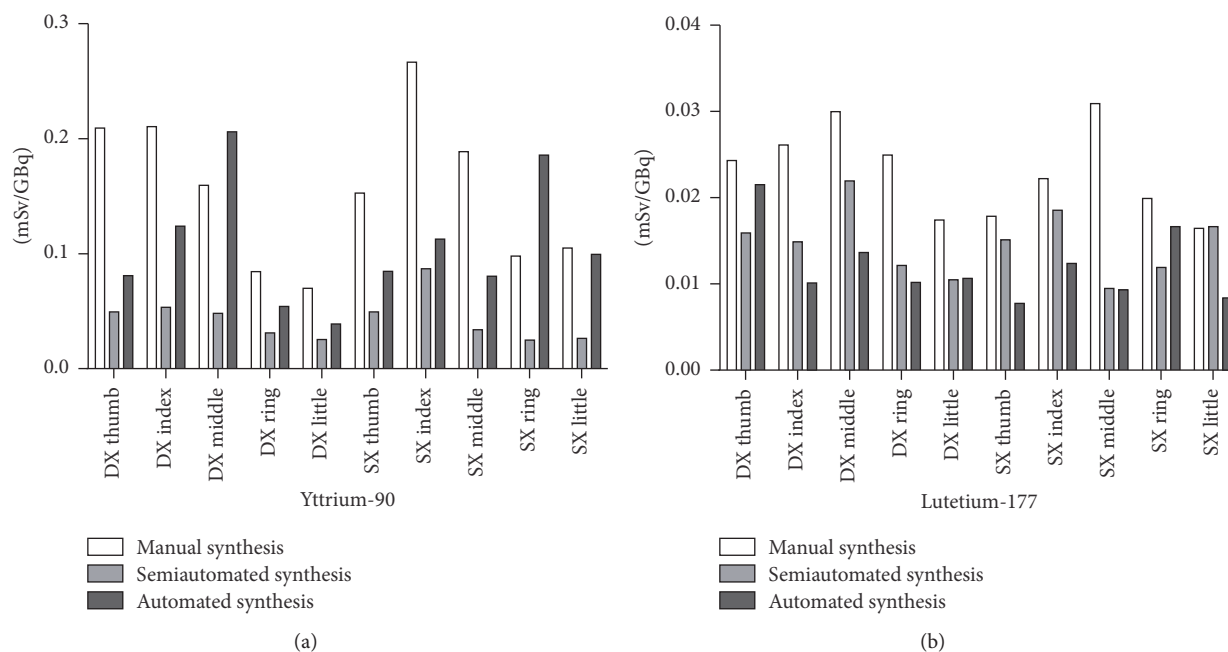 0.3
0.2
0.1
0.0
(mSv/GBq)
DX thumb
DX index
DX middle
DX ring
DX little
SX thumb
SX index
SX middle
SX ring
SX little
Yttrium-90
Manual synthesis
Semiautomated synthesis
Automated synthesis
(a)
0.04
0.03
0.02
0.01
0.00
(mSv/GBq)
DX thumb
DX index
DX middle
DX ring
DX little
SX thumb
SX index
SX middle
SX ring
SX little
Lutetium-177
Manual synthesis
Semiautomated synthesis
Automated synthesis
(b)